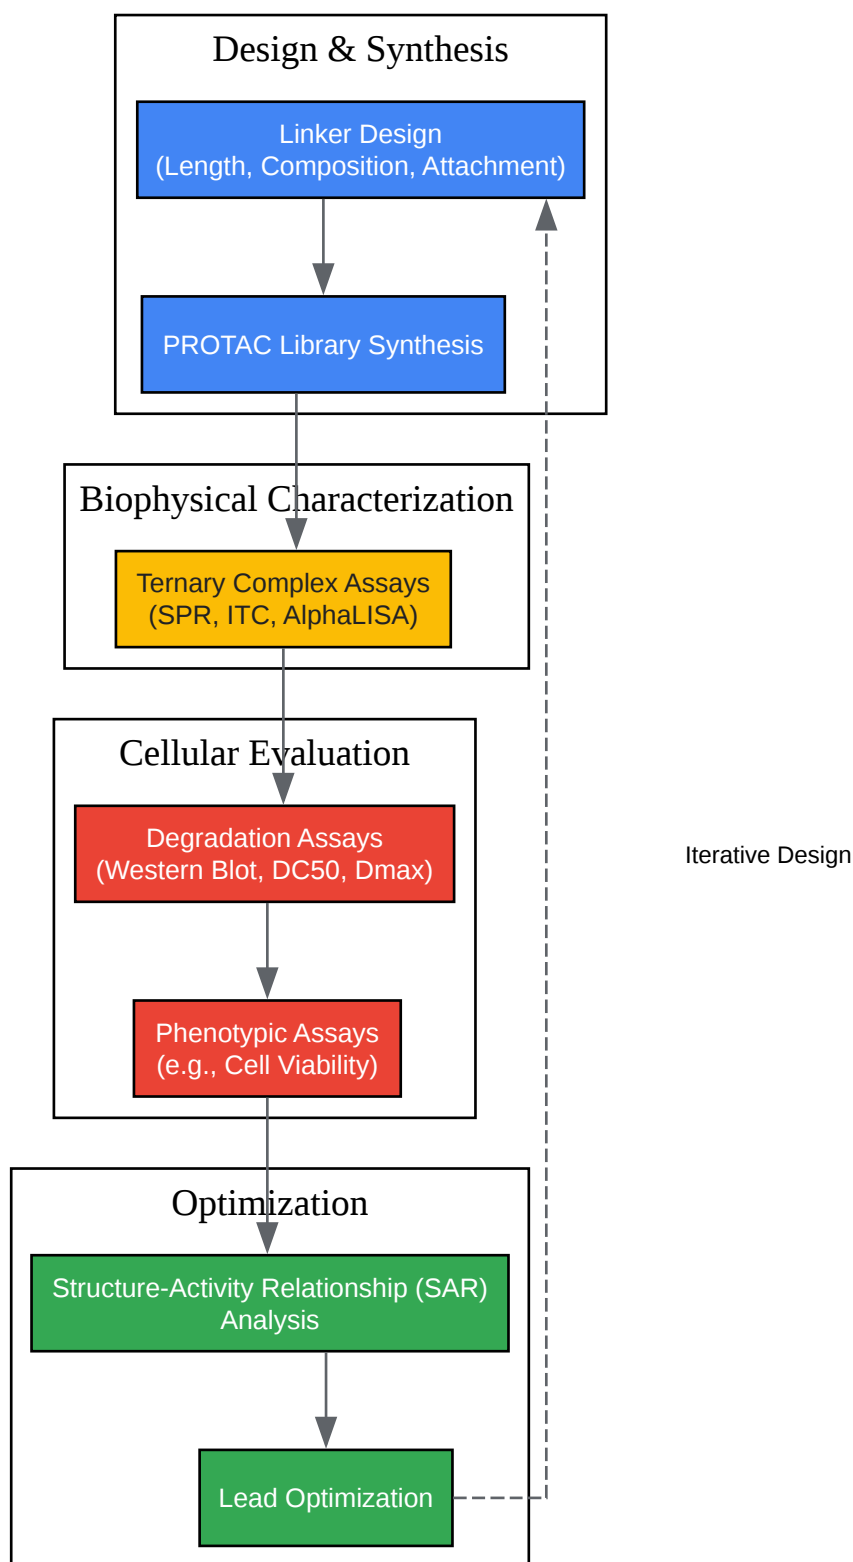 Design & Synthesis
Linker Design
(Length, Composition, Attachment)
PROTAC Library Synthesis
Biophysical Characterization
Ternary Complex Assays
(SPR, ITC, AlphaLISA)
Cellular Evaluation
Degradation Assays
(Western Blot, DC50, Dmax)
Iterative Design
Phenotypic Assays
(e.g., Cell Viability)
Optimization
Structure-Activity Relationship (SAR)
Analysis
Lead Optimization